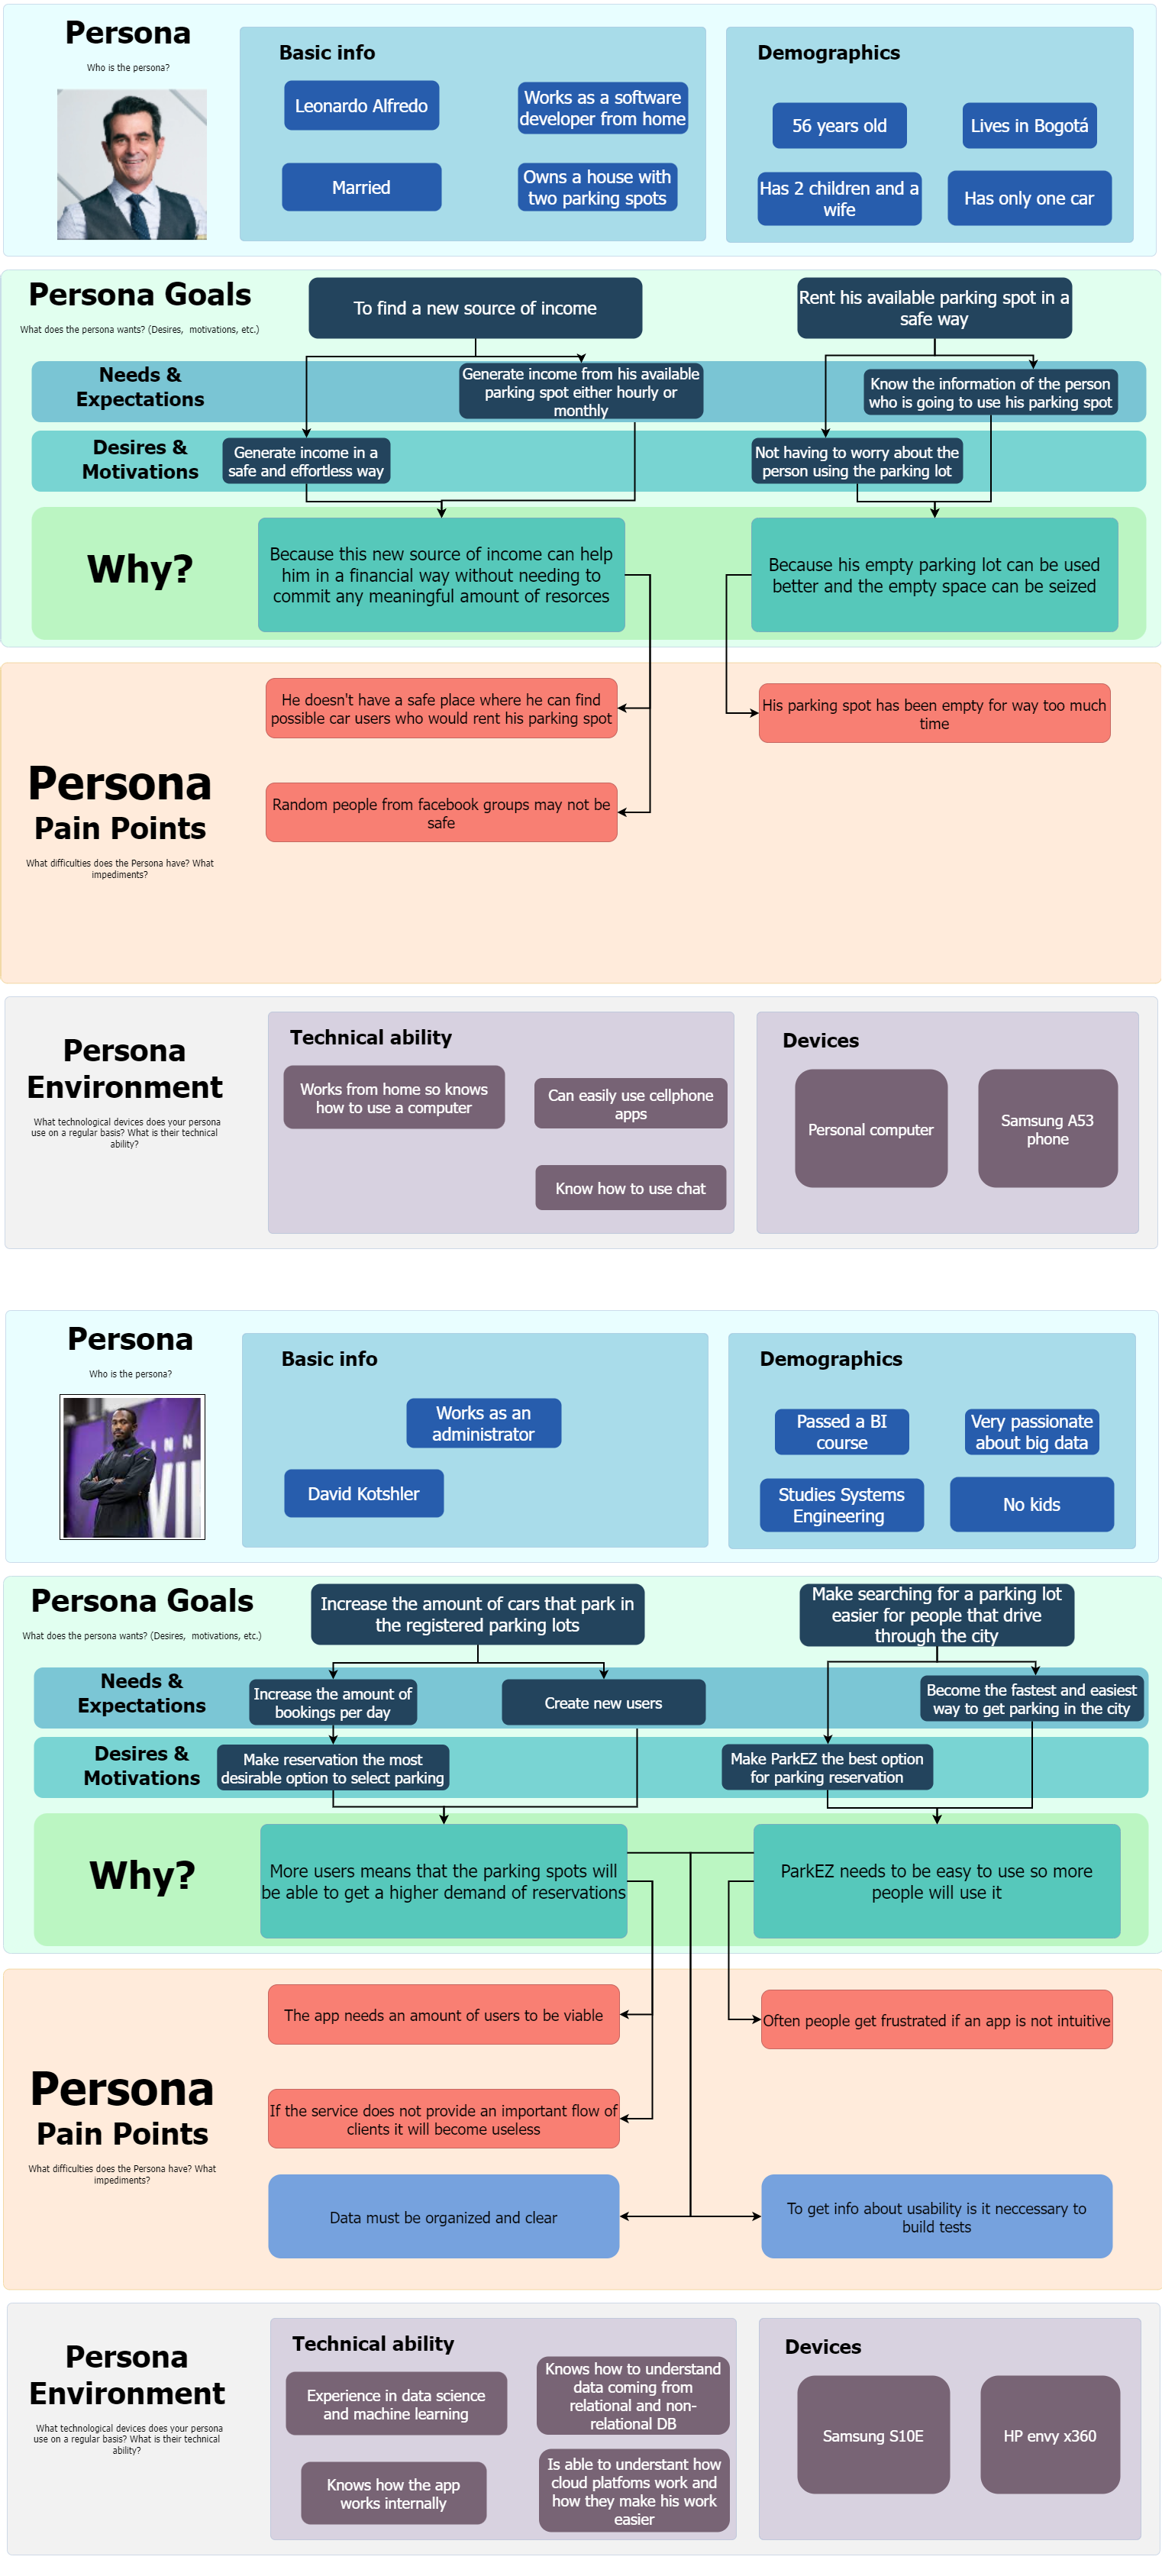 Persona
Who is the persona?
Basic info
Leonardo Alfredo
Works as a software
developer from home
Married
Owns a house with
two parking spots
Demographics
56 years old
Lives in Bogotá
Has 2 children and a
wife
Has only one car
Persona Goals
What does the persona wants? (Desires, motivations, etc.)
To find a new source of income
Rent his available parking spot in a
safe way
Needs &
Expectations
Generate income from his available
parking spot either hourly or
monthly
Know the information of the person
who is going to use his parking spot
Desires &
Motivations
Generate income in a
safe and effortless way
Not having to worry about the
person using the parking lot
Why?
Because this new source of income can help
him in a financial way without needing to
commit any meaningful amount of resorces
Because his empty parking lot can be used
better and the empty space can be seized
Persona
Pain Points
What difficulties does the Persona have? What
impediments?
He doesn't have a safe place where he can find
possible car users who would rent his parking spot
His parking spot has been empty for way too much
time
Random people from facebook groups may not be
safe
Persona
Environment
What technological devices does your persona
use on a regular basis? What is their technical
ability?
Technical ability
Works from home so knows
how to use a computer
Can easily use cellphone
apps
Know how to use chat
Devices
Personal computer
Samsung A53
phone
Persona
Who is the persona?
Basic info
Works as an
administrator
David Kotshler
Demographics
Passed a BI
course
Very passionate
about big data
Studies Systems
Engineering
No kids
Persona Goals
What does the persona wants? (Desires, motivations, etc.)
Increase the amount of cars that park in
the registered parking lots
Make searching for a parking lot
easier for people that drive
through the city
Needs &
Expectations
Increase the amount of
bookings per day
Create new users
Become the fastest and easiest
way to get parking in the city
Desires &
Motivations
Make reservation the most
desirable option to select parking
Make ParkEZ the best option
for parking reservation
Why?
More users means that the parking spots will
be able to get a higher demand of reservations
ParkEZ needs to be easy to use so more
people will use it
Persona
Pain Points
What difficulties does the Persona have? What
impediments?
The app needs an amount of users to be viable
Often people get frustrated if an app is not intuitive
If the service does not provide an important flow of
clients it will become useless
Data must be organized and clear
To get info about usability is it neccessary to
build tests
Persona
Environment
What technological devices does your persona
use on a regular basis? What is their technical
ability?
Technical ability
Experience in data science
and machine learning
Knows how to understand
data coming from
relational and non-
relational DB
Knows how the app
works internally
Is able to understant how
cloud platfoms work and
how they make his work
easier
Devices
Samsung S10E
HP envy x360